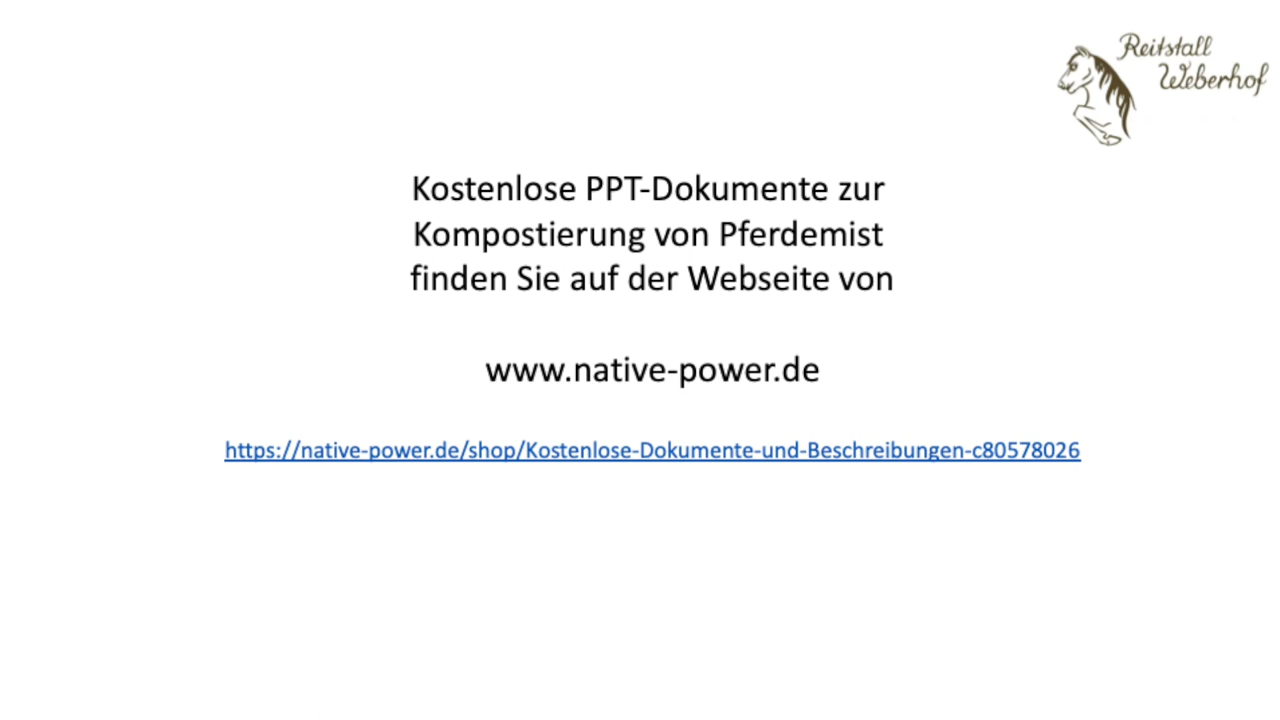 Reitstall
Weberhof
Kostenlose PPT-Dokumente zur
Kompostierung von Pferdemist
finden Sie auf der Webseite von
www.native-power.de
https://native-power.de/shop/Kostenlose-Dokumente-und-Beschreibungen-c80578026